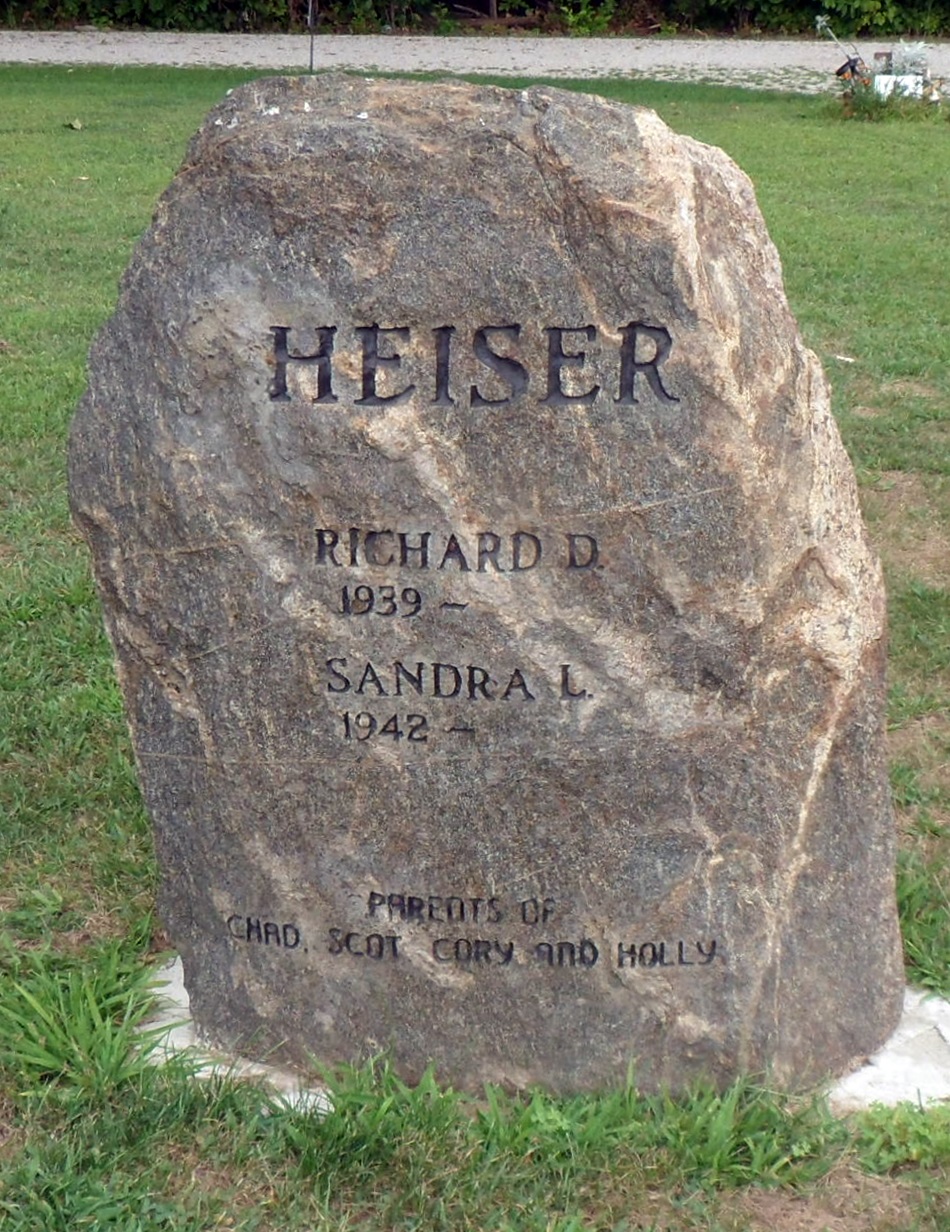 HEISER
RICHARD D.
1939 –
SANDRA L.
1942 –
PARENTS OF
CHAD, SCOT, CORY AND HOLLY